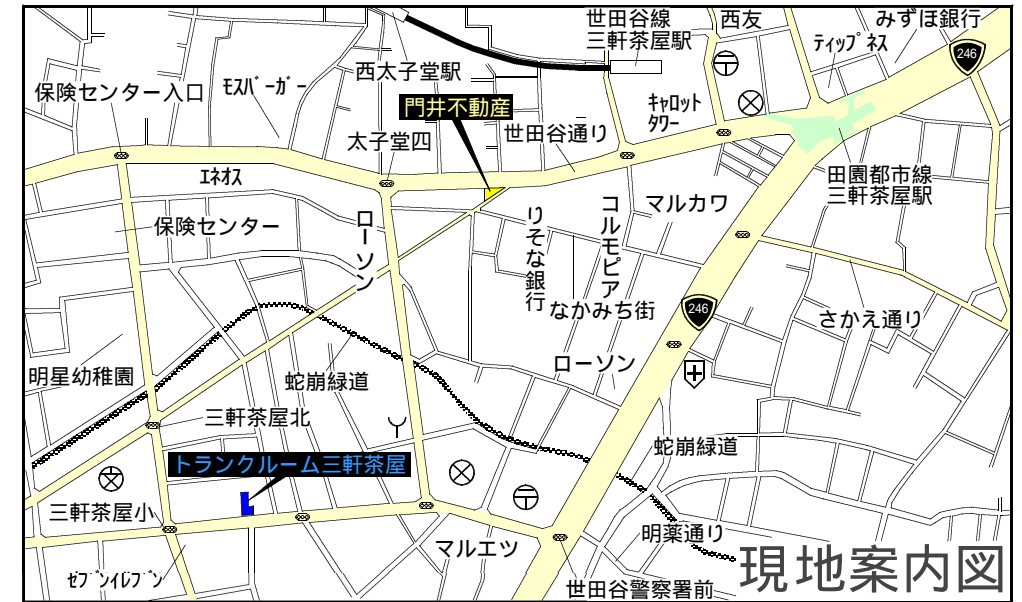 世田谷線
三軒茶屋駅
西友
みずほ銀行
ティップネス
246
西太子堂駅
モスバーガー
保険センター入口
門井不動産
キャロット
タワー
太子堂四
世田谷通り
田園都市線
三軒茶屋駅
エネオス
保険センター
ローソン
りそな銀行
コルモピア
マルカワ
なかみち街
246
さかえ通り
ローソン
明星幼稚園
蛇崩緑道
三軒茶屋北
蛇崩緑道
トランクルーム三軒茶屋
三軒茶屋小
明薬通り
マルエツ
ゼブンイレブン
世田谷警察署前
現地案内図